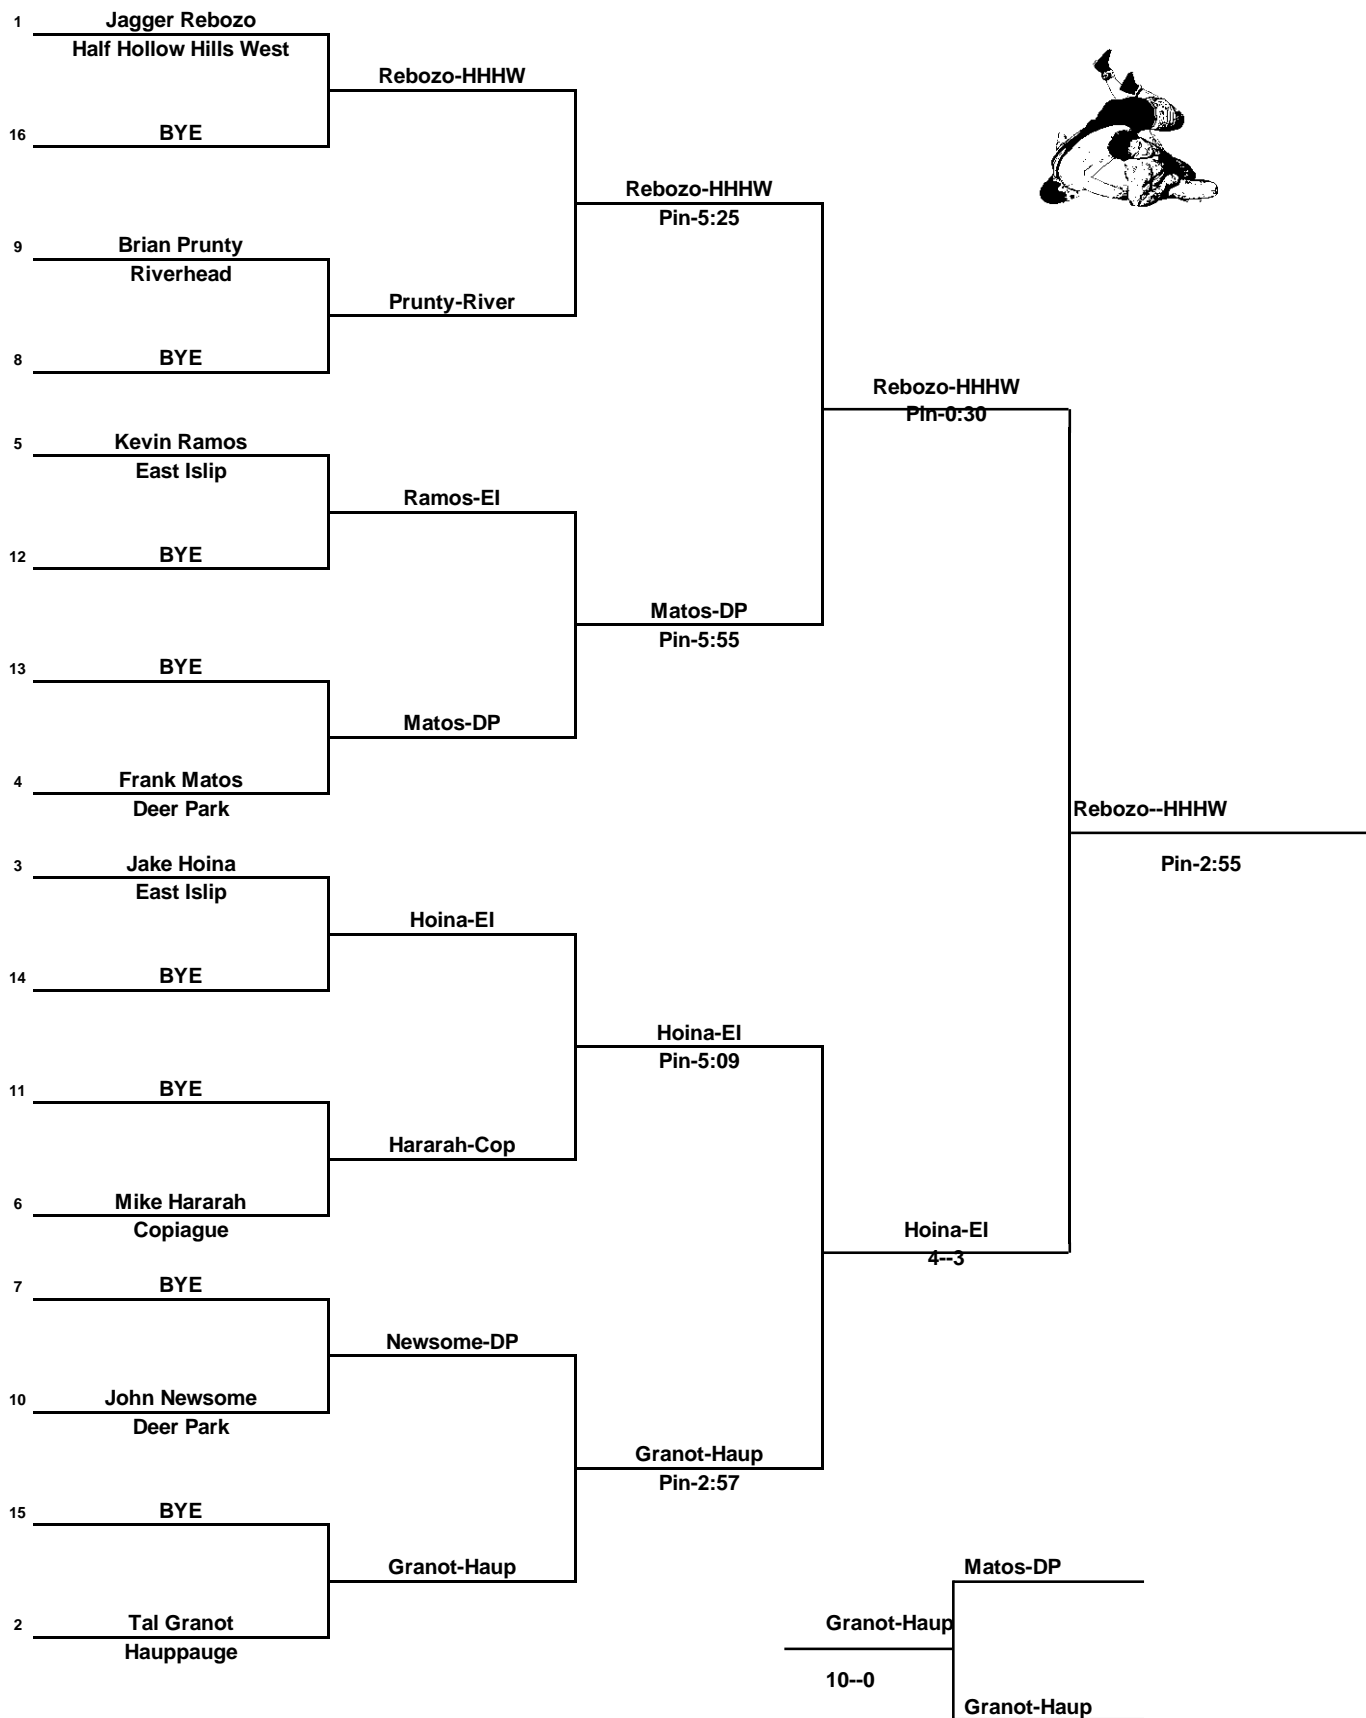 1 Jagger Rebozo
Half Hollow Hills West
Rebozo-HHHW
16 BYE
Rebozo-HHHW
Pin-5:25
9 Brian Prunty
Riverhead
Prunty-River
8 BYE
Rebozo-HHHW
Pin-0:30
5 Kevin Ramos
East Islip
Ramos-EI
12 BYE
Matos-DP
Pin-5:55
13 BYE
Matos-DP
4 Frank Matos
Deer Park
Rebozo--HHHW
Pin-2:55
3 Jake Hoina
East Islip
Hoina-EI
14 BYE
Hoina-EI
Pin-5:09
11 BYE
Hararah-Cop
6 Mike Hararah
Copiague
Hoina-EI
4--3
7 BYE
Newsome-DP
10 John Newsome
Deer Park
Granot-Haup
Pin-2:57
15 BYE
Granot-Haup
2 Tal Granot
Hauppauge
Matos-DP
Granot-Haup
10--0
Granot-Haup